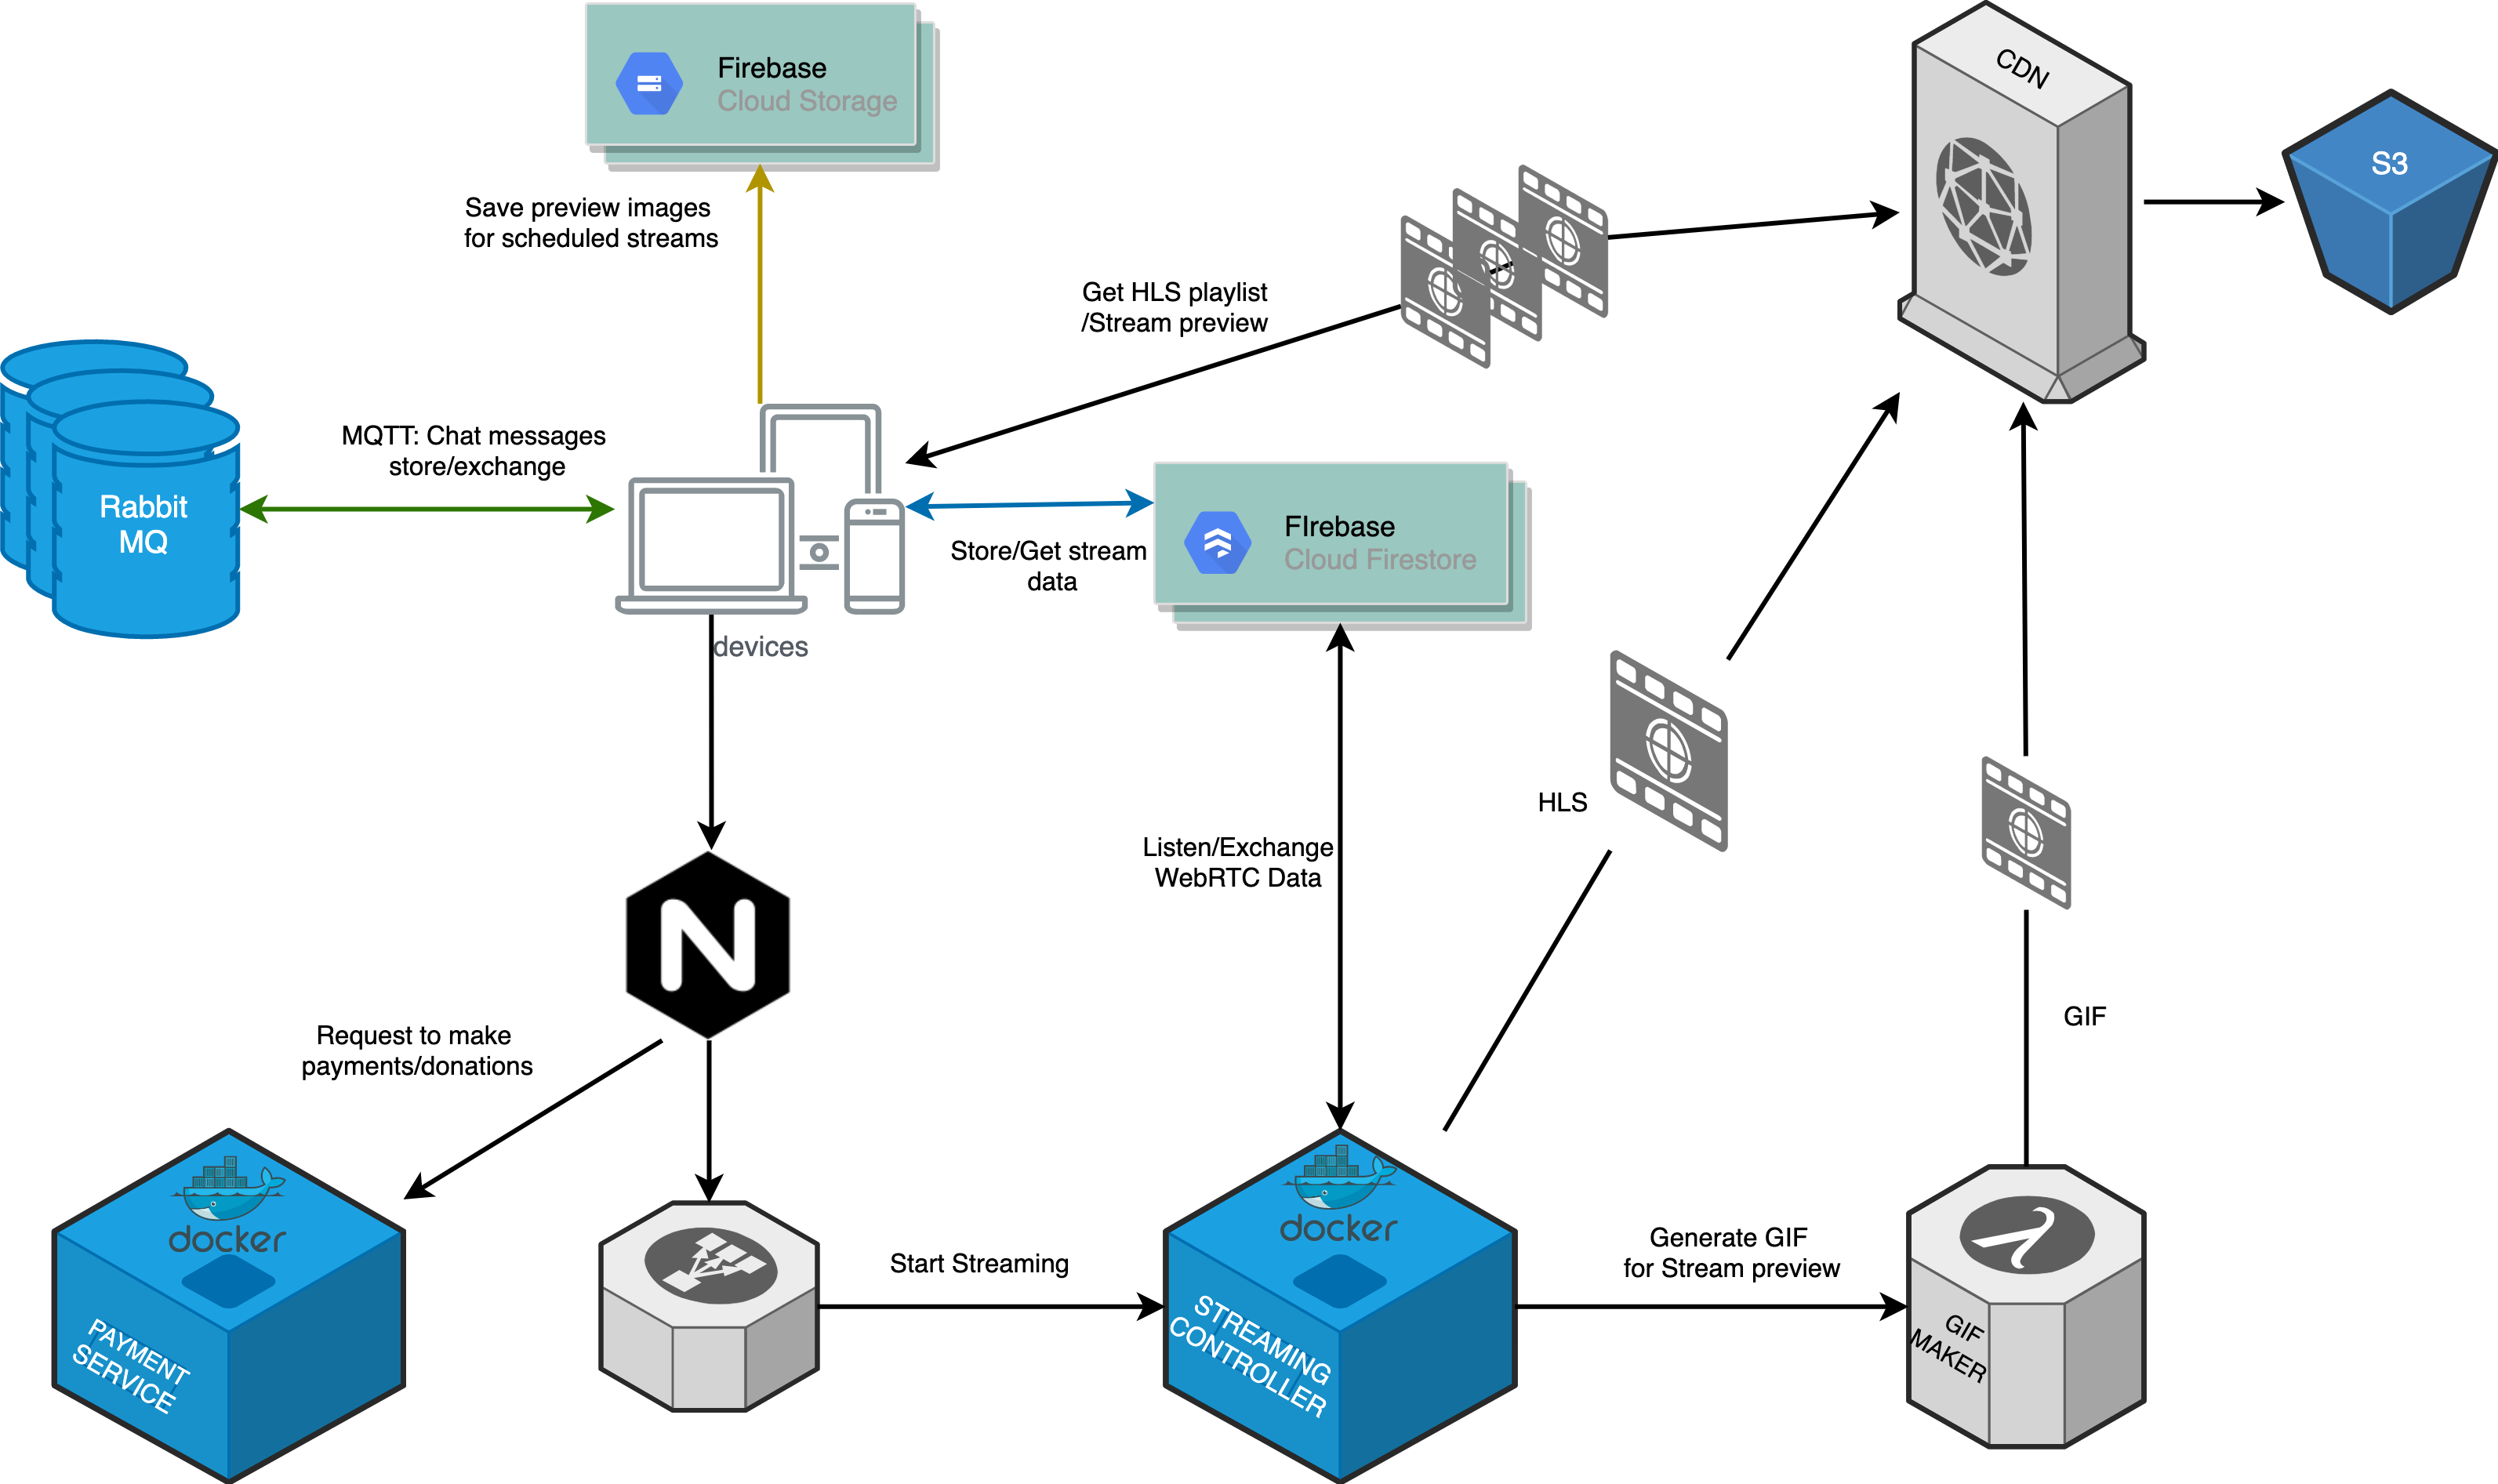 Firebase
Cloud Storage
CDN
S3
Save preview images
for scheduled streams
Get HLS playlist
/Stream preview
MQTT: Chat messages
store/exchange
Rabbit
MQ
FIrebase
Cloud Firestore
Store/Get stream
data
devices
HLS
Listen/Exchange
WebRTC Data
N
GIF
Request to make
payments/donations
docker
PAYMENT
SERVICE
Start Streaming
docker
STREAMING
CONTROLLER
Generate GIF
for Stream preview
λ
GIF
MAKER